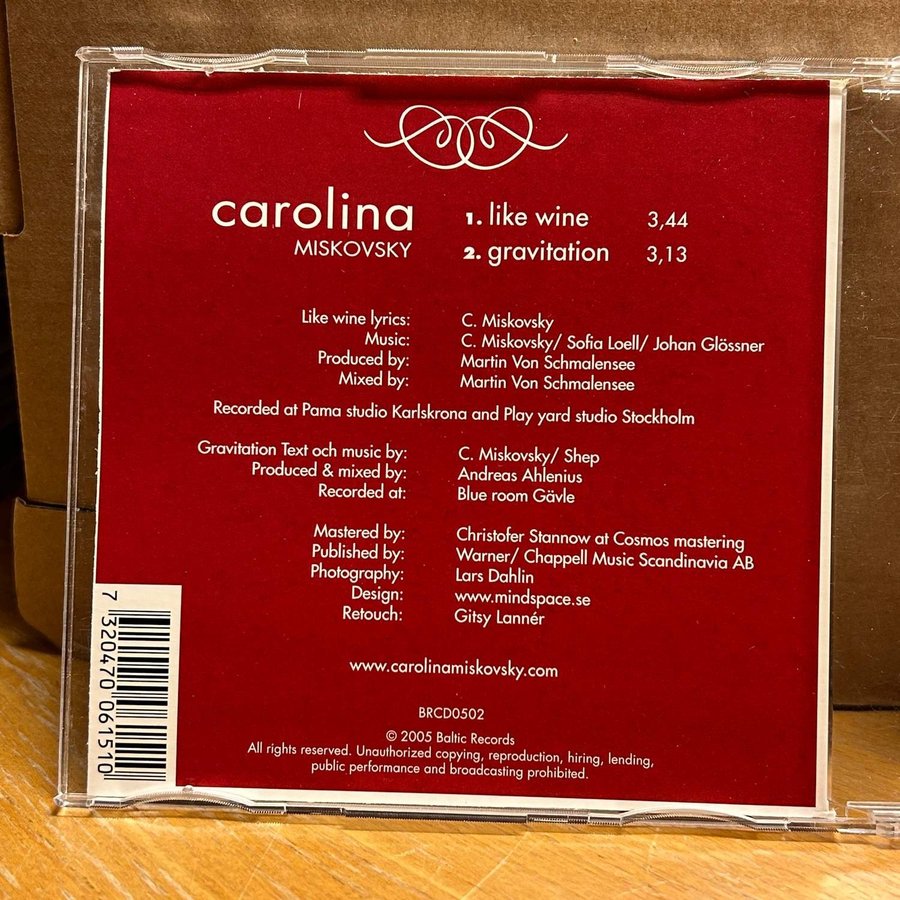 carolina
MISKOVSKY
1. like wine 3,44
2. gravitation 3,13
Like wine lyrics: C. Miskovsky
Music: C. Miskovsky/ Sofia Loell/ Johan Glössner
Produced by: Martin Von Schmalensee
Mixed by: Martin Von Schmalensee
Recorded at Pama studio Karlskrona and Play yard studio Stockholm
Gravitation Text och music by: C. Miskovsky/ Shep
Produced & mixed by: Andreas Ahlenius
Recorded at: Blue room Gävle
Mastered by: Christofer Stannow at Cosmos mastering
Published by: Warner/ Chappell Music Scandinavia AB
Photography: Lars Dahlin
Design: www.mindspace.se
Retouch: Gitsy Lannér
www.carolinamiskovsky.com
BRCD0502
© 2005 Baltic Records
All rights reserved. Unauthorized copying, reproduction, hiring, lending,
public performance and broadcasting prohibited.
7 320470 061510